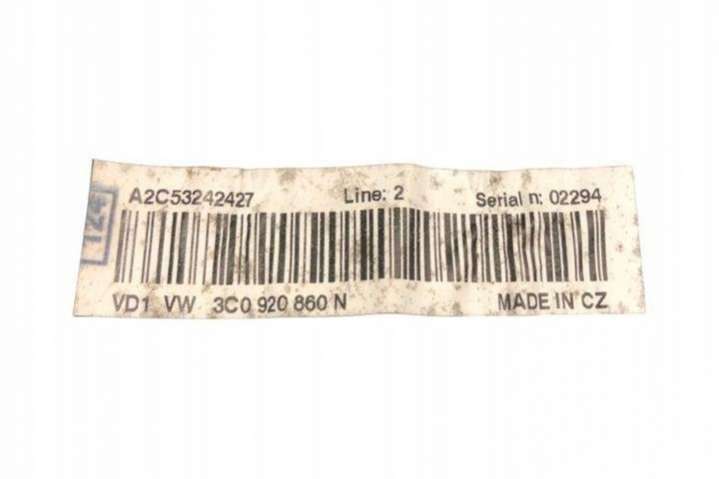 A2C53242427 Line: 2 Serial n: 02294
124
VD1 VW 3C0 920 860 N MADE IN CZ